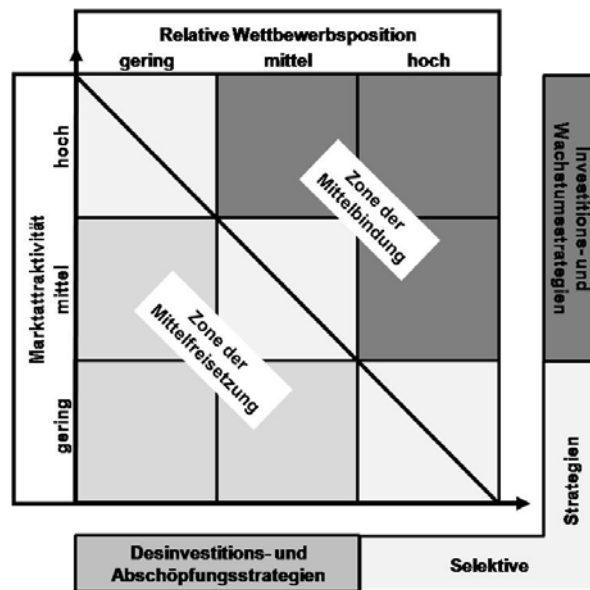 Relative Wettbewerbsposition
gering mittel hoch
Marktattraktivität
hoch
mittel
gering
Zone der
Mittelbindung
Zone der
Mittelfreisetzung
Investitions- und
Wachstumsstrategien
Desinvestitions- und
Abschöpfungsstrategien
Selektive
Strategien